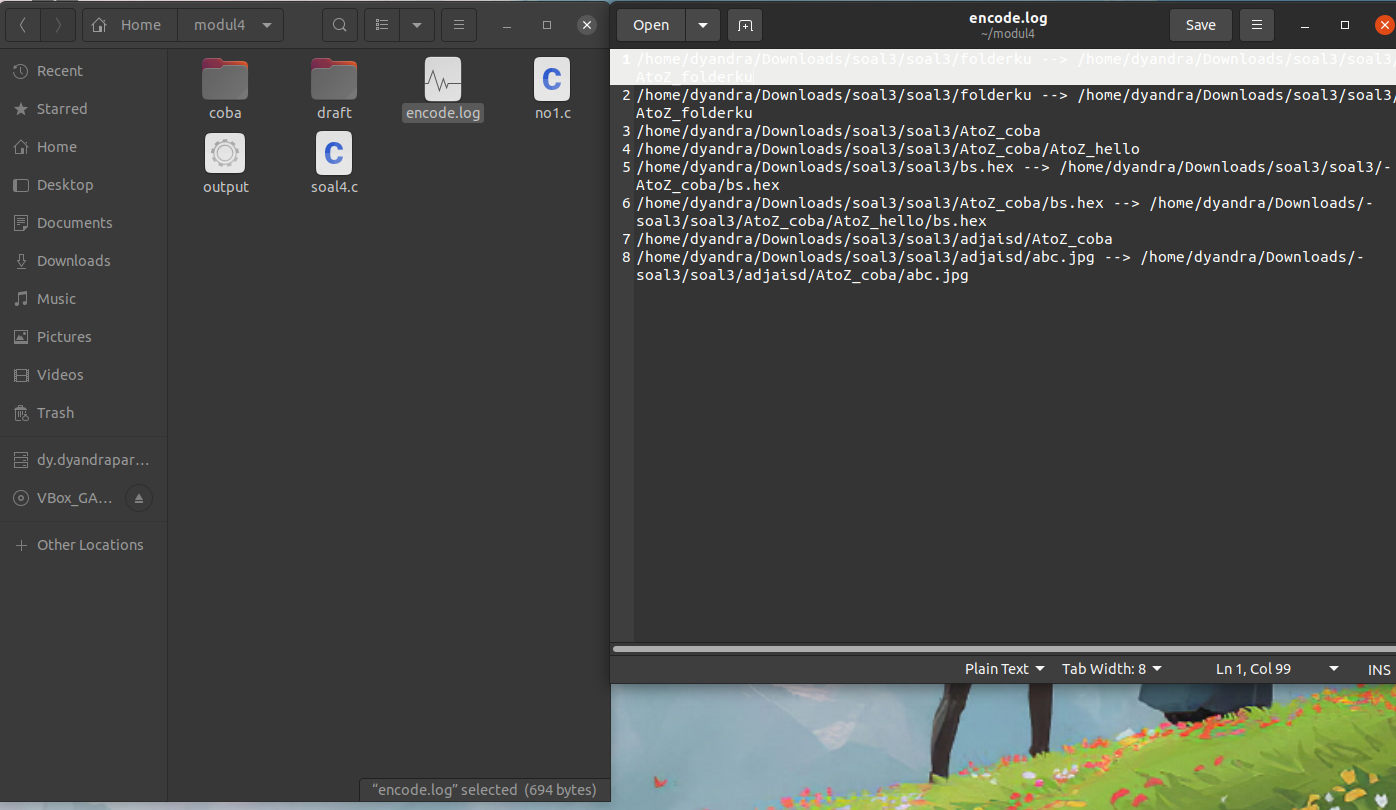 Home
modul4
Recent
Starred
Home
Desktop
Documents
Downloads
Music
Pictures
Videos
Trash
dy.dyandrapar...
VBox_GA...
Other Locations
coba
draft
encode.log
no1.c
output
soal4.c
"encode.log" selected (694 bytes)
Open
encode.log
~/modul4
Save
1 /home/dyandra/Downloads/soal3/soal3/folderku --> /home/dyandra/Downloads/soal3/soal3/
AtoZ_folderku
2 /home/dyandra/Downloads/soal3/soal3/folderku --> /home/dyandra/Downloads/soal3/soal3/
AtoZ_folderku
3 /home/dyandra/Downloads/soal3/soal3/AtoZ_coba
4 /home/dyandra/Downloads/soal3/soal3/AtoZ_coba/AtoZ_hello
5 /home/dyandra/Downloads/soal3/soal3/bs.hex --> /home/dyandra/Downloads/soal3/soal3/-
AtoZ_coba/bs.hex
6 /home/dyandra/Downloads/soal3/soal3/AtoZ_coba/bs.hex --> /home/dyandra/Downloads/-
soal3/soal3/AtoZ_coba/AtoZ_hello/bs.hex
7 /home/dyandra/Downloads/soal3/soal3/adjaisd/AtoZ_coba
8 /home/dyandra/Downloads/soal3/soal3/adjaisd/abc.jpg --> /home/dyandra/Downloads/-
soal3/soal3/adjaisd/AtoZ_coba/abc.jpg
Plain Text
Tab Width: 8
Ln 1, Col 99
INS